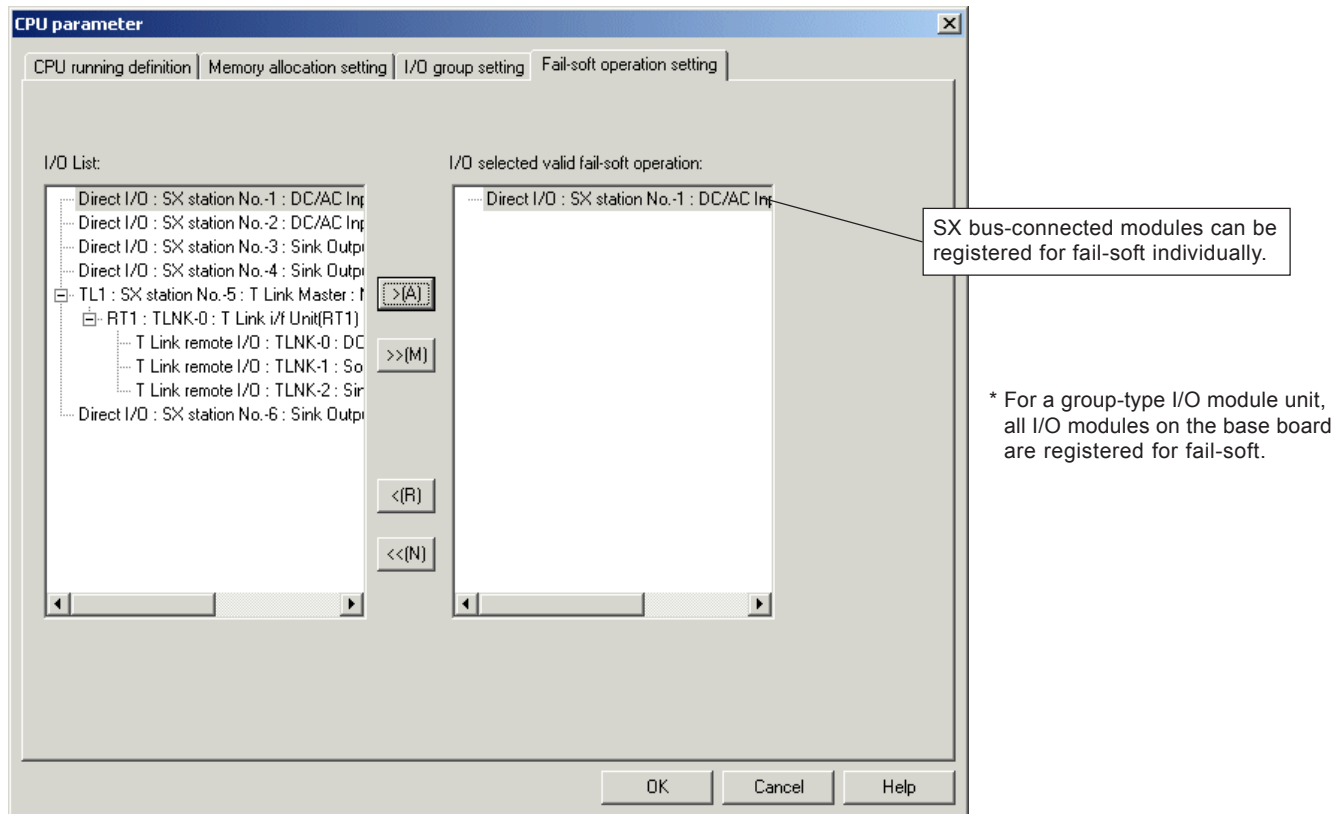 CPU parameter
CPU running definition Memory allocation setting I/O group setting Fail-soft operation setting
I/O List:
Direct I/O : SX station No.-1 : DC/AC Inp
Direct I/O : SX station No.-2 : DC/AC Inp
Direct I/O : SX station No.-3 : Sink Outpu
Direct I/O : SX station No.-4 : Sink Outpu
TL1 : SX station No.-5 : T Link Master :
RT1 : TLNK-0 : T Link i/f Unit(RT1)
T Link remote I/O : TLNK-0 : DC
T Link remote I/O : TLNK-1 : So
T Link remote I/O : TLNK-2 : Sin
Direct I/O : SX station No.-6 : Sink Outpu
>(A)
>>(M)
<(R)
<<(N)
I/O selected valid fail-soft operation:
Direct I/O : SX station No.-1 : DC/AC Inp
SX bus-connected modules can be
registered for fail-soft individually.
* For a group-type I/O module unit,
all I/O modules on the base board
are registered for fail-soft.
OK Cancel Help